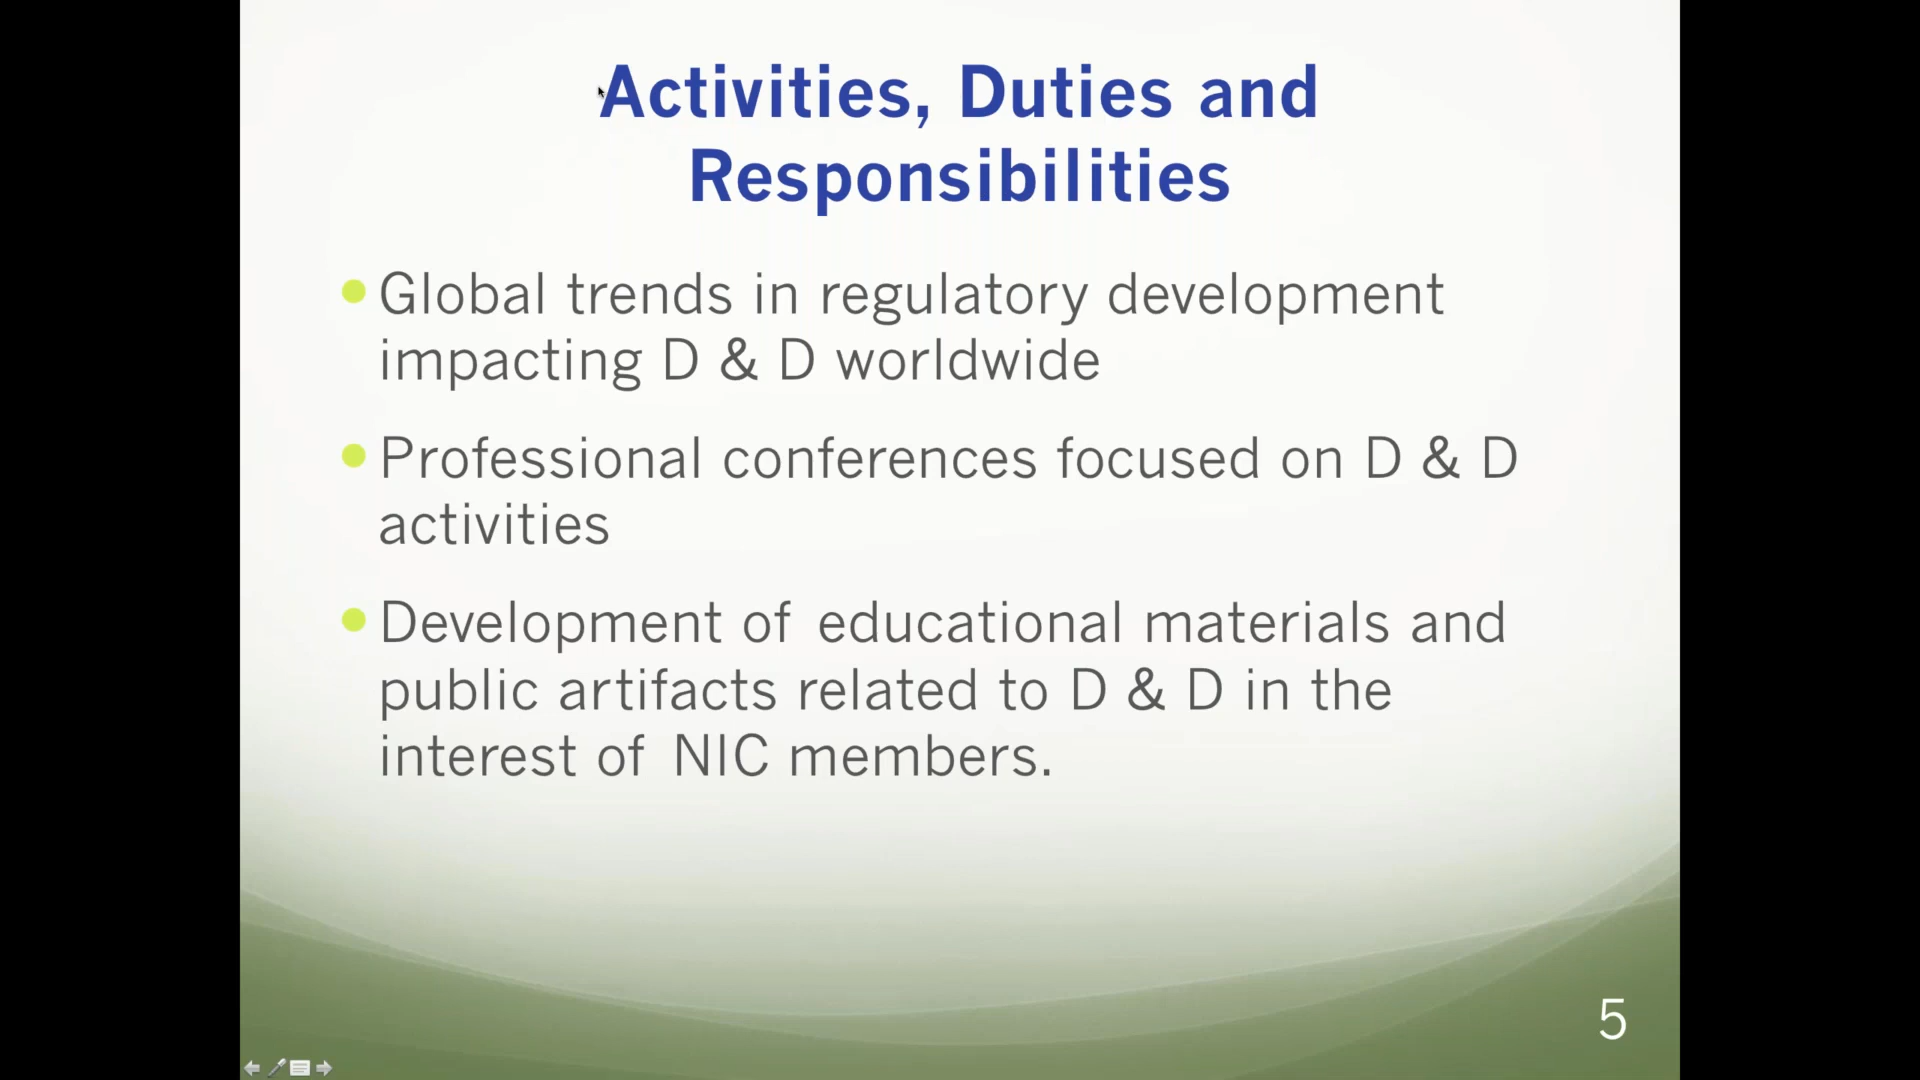 Activities, Duties and
Responsibilities
Global trends in regulatory development
impacting D & D worldwide
Professional conferences focused on D & D
activities
Development of educational materials and
public artifacts related to D & D in the
interest of NIC members.
5